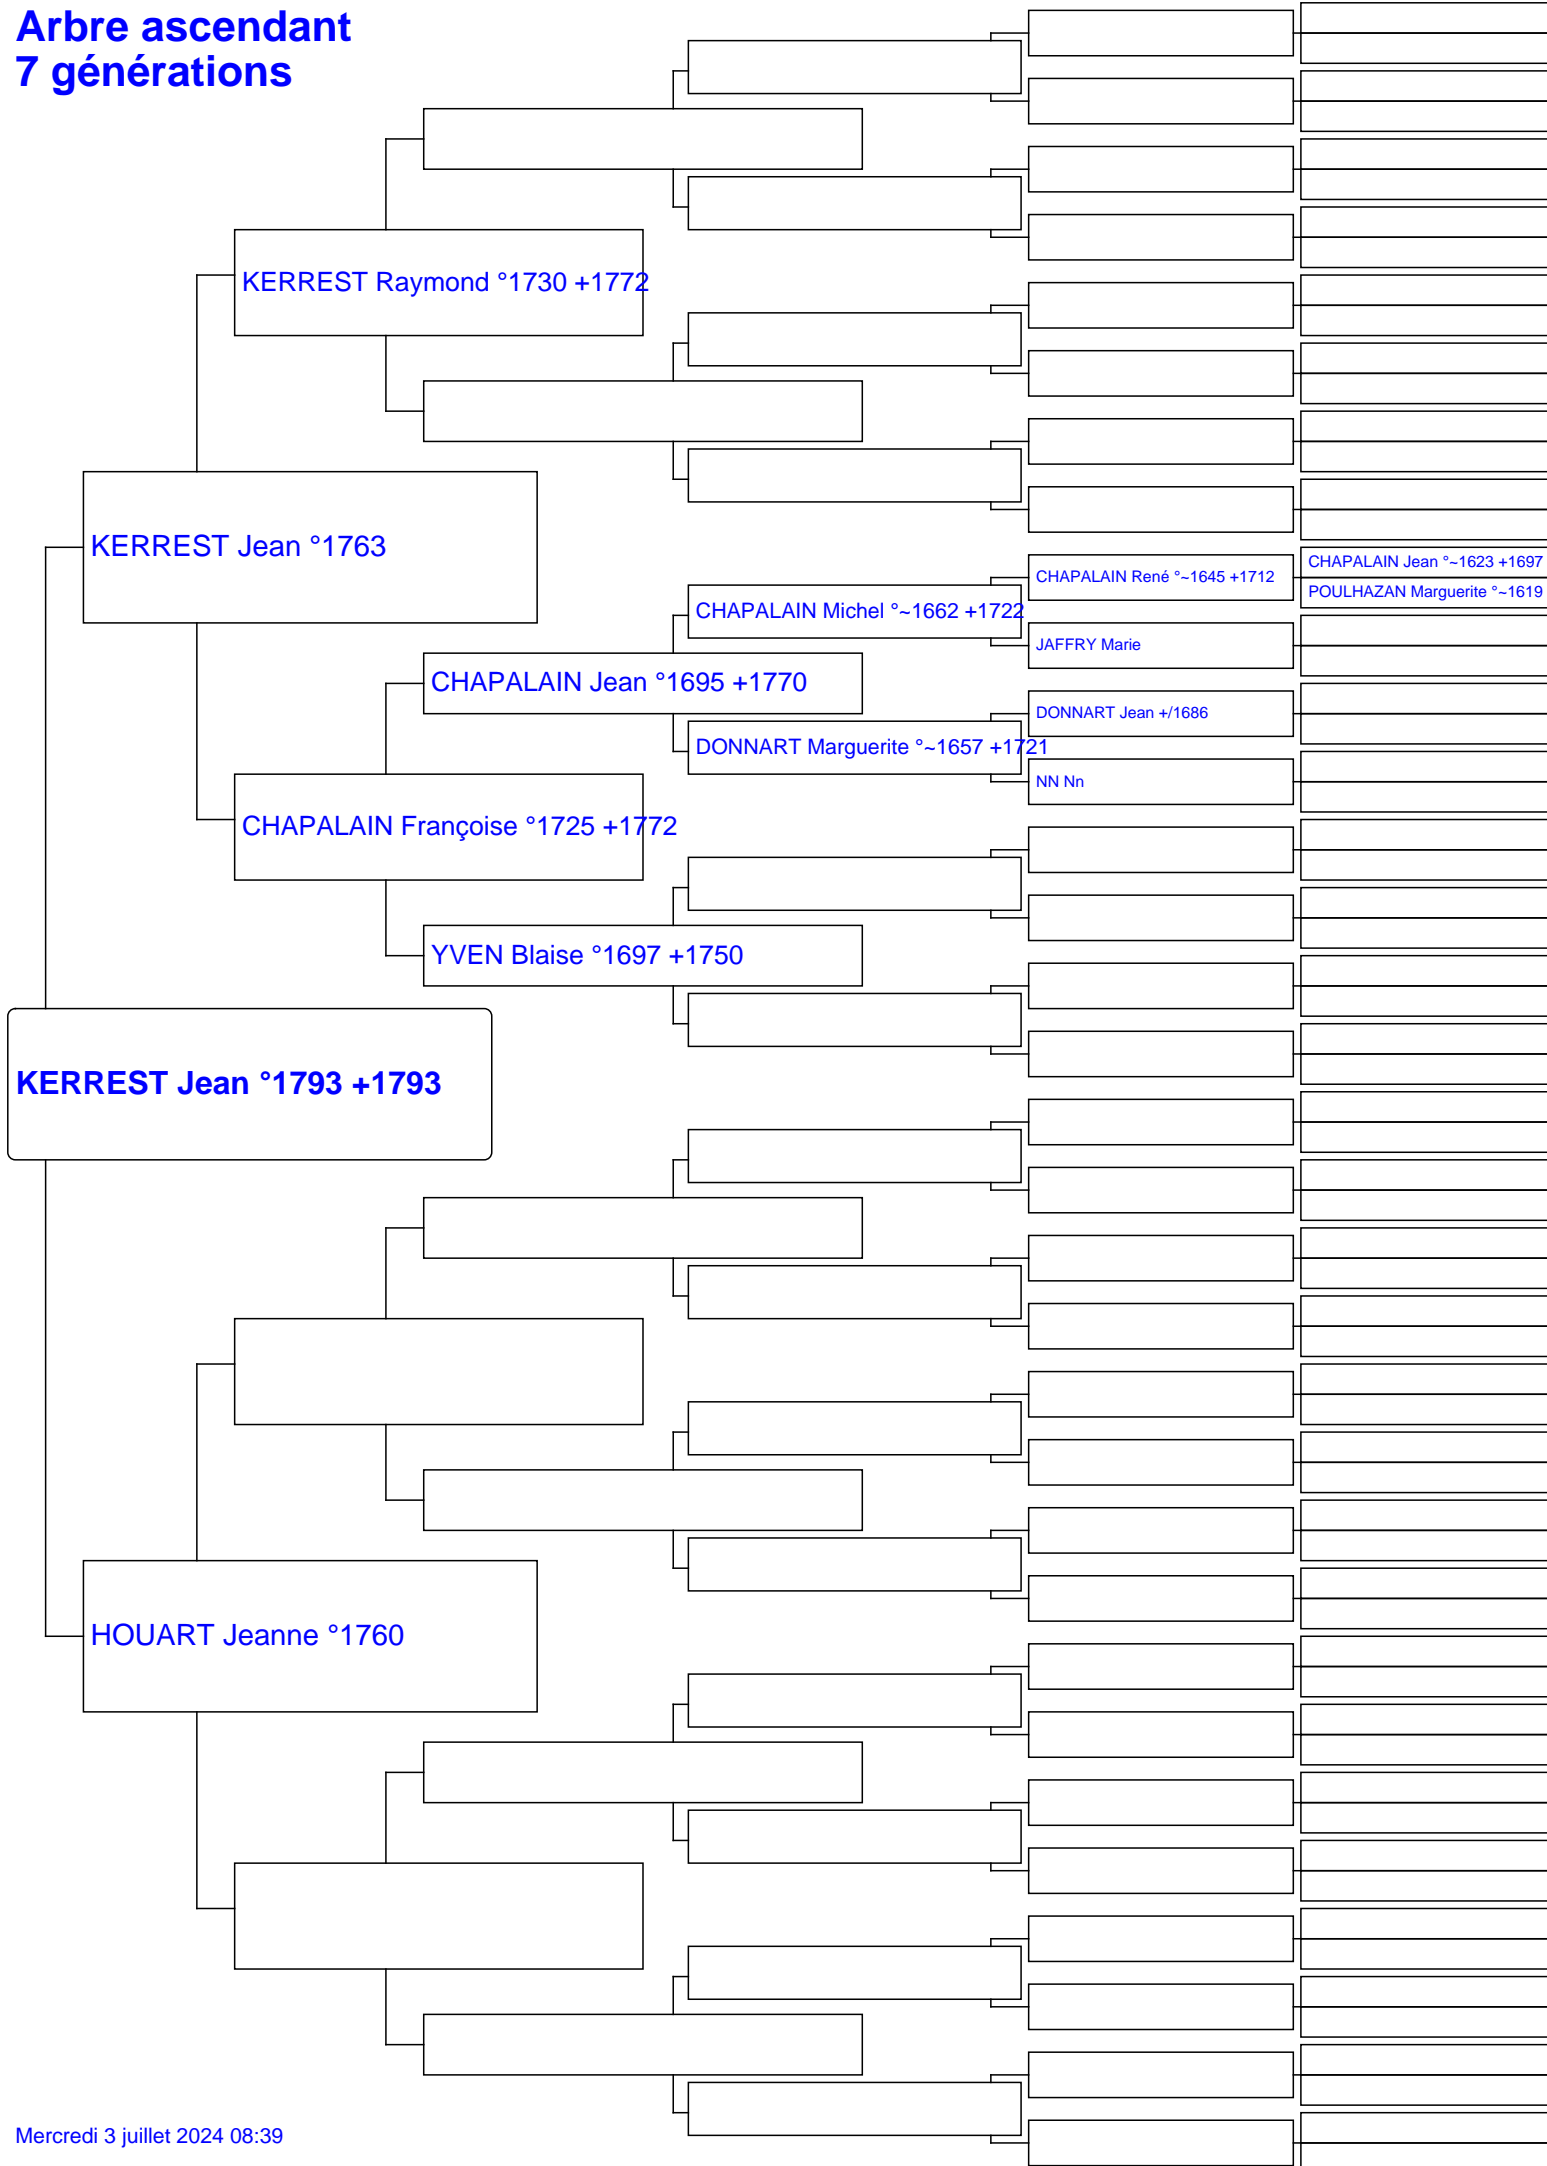 Arbre ascendant
7 générations
KERREST Raymond °1730 +1772
KERREST Jean °1763
CHAPALAIN René °~1645 +1712
CHAPALAIN Jean °~1623 +1697
POULHAZAN Marguerite °~1619
CHAPALAIN Michel °~1662 +1722
JAFFRY Marie
CHAPALAIN Jean °1695 +1770
DONNART Jean +/1686
DONNART Marguerite °~1657 +1721
NN Nn
CHAPALAIN Françoise °1725 +1772
YVEN Blaise °1697 +1750
KERREST Jean °1793 +1793
HOUART Jeanne °1760
Mercredi 3 juillet 2024 08:39